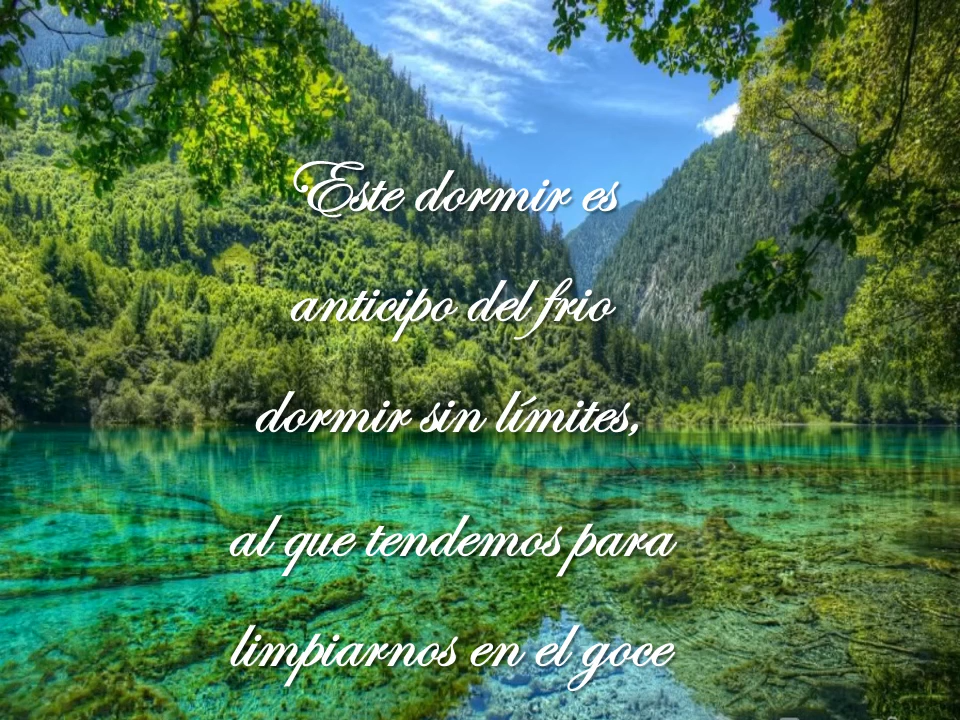 Este dormir es
anticipo del frio
dormir sin límites,
al que tendemos para
limpiarnos en el goce